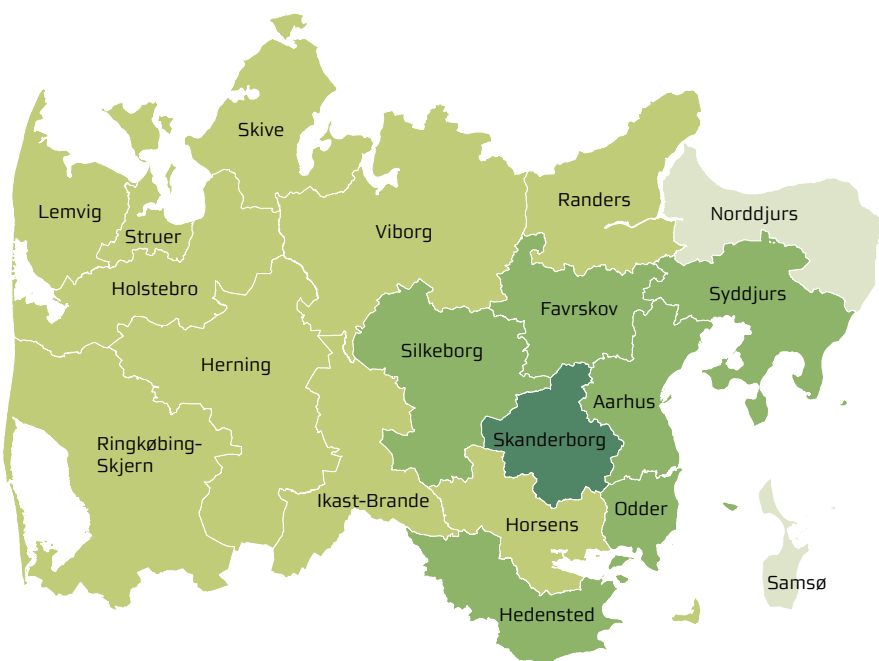 Skive
Lemvig
Struer
Viborg
Randers
Norddjurs
Holstebro
Favrskov
Syddjurs
Herning
Silkeborg
Aarhus
Ringkøbing-
Skjern
Skanderborg
Ikast-Brande
Horsens
Odder
Samsø
Hedensted